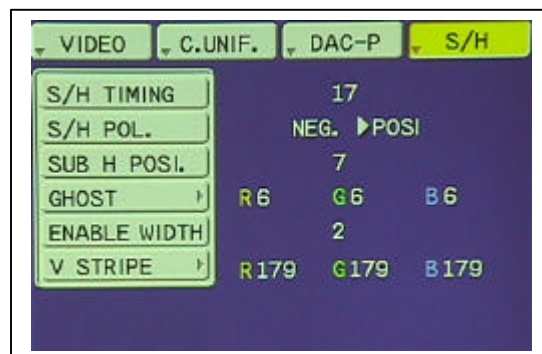 VIDEO C.UNIF. DAC-P S/H
S/H TIMING 17
S/H POL. NEG. POSI
SUB H POSI. 7
GHOST R6 G6 B6
ENABLE WIDTH 2
V STRIPE R179 G179 B179